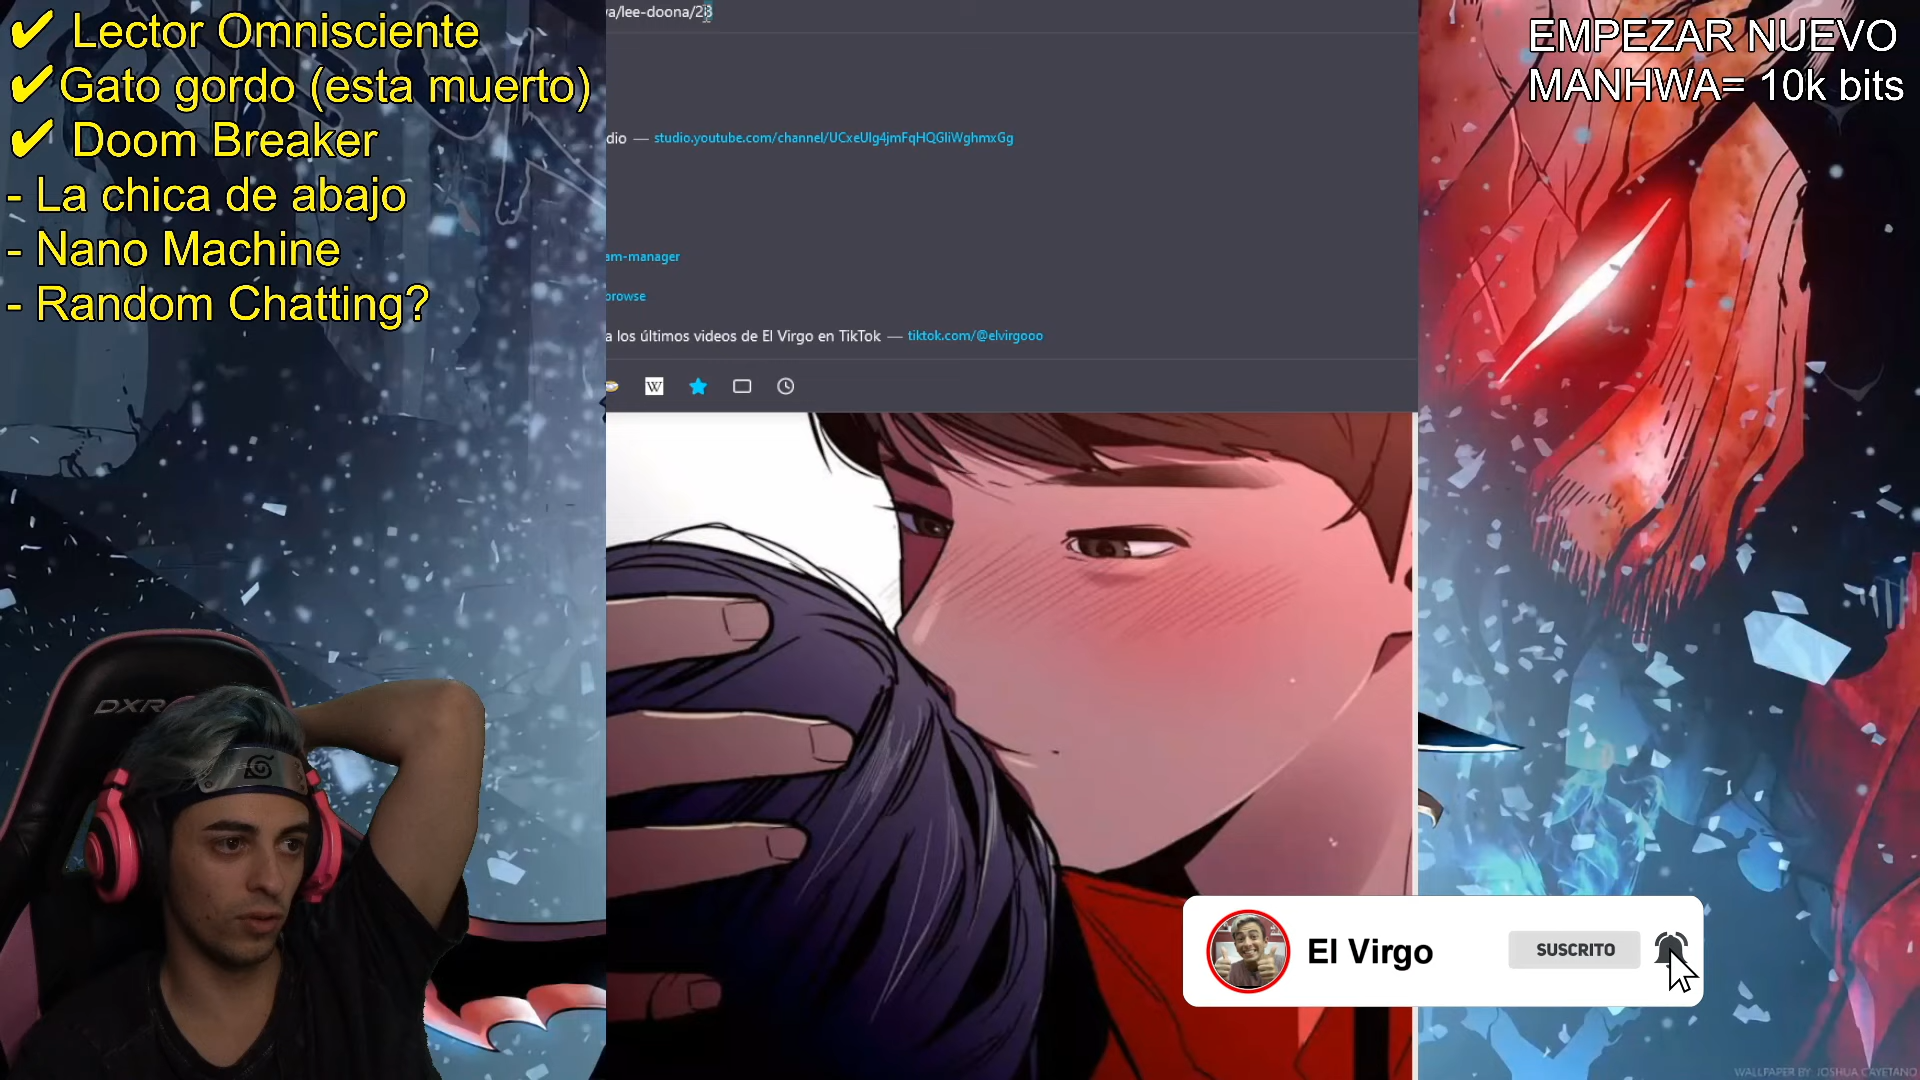 ✔ Lector Omnisciente
✔ Gato gordo (esta muerto)
✔ Doom Breaker
- La chica de abajo
- Nano Machine
- Random Chatting?
va/lee-doona/28
dio — studio.youtube.com/channel/UCxeUlg4jmFqHQGliWghmxGg
am-manager
browse
a los últimos videos de El Virgo en TikTok — tiktok.com/@elvirgooo
W
EMPEZAR NUEVO
MANHWA= 10k bits
DXR
El Virgo
SUSCRITO
WALLPAPER BY JOSHUA CAYETANO